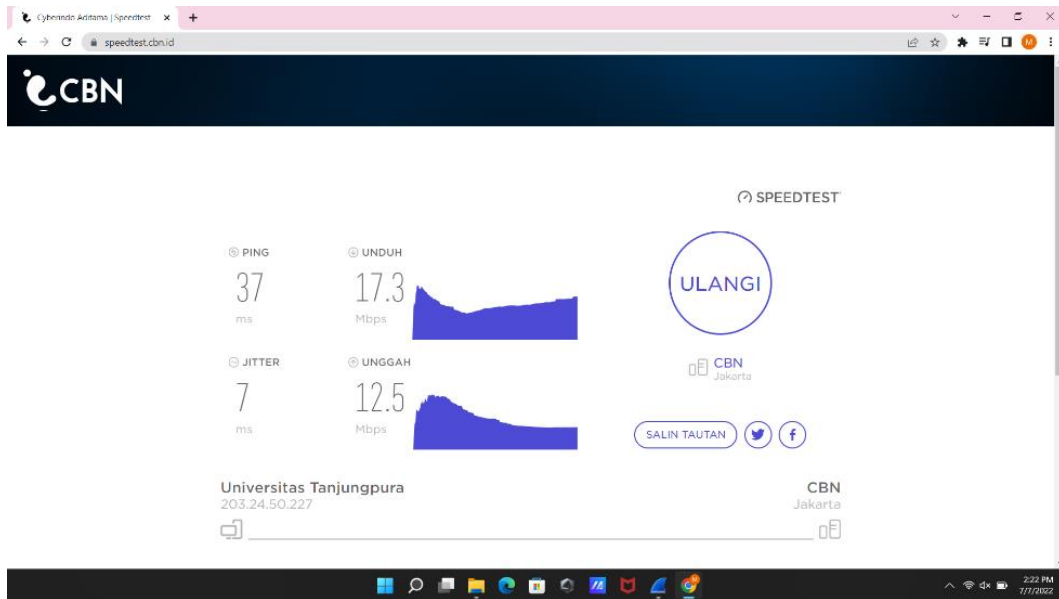 Cyberindo Aditama | Speedtest
speedtest.cbn.id
M
CBN
SPEEDTEST
PING
37
ms
UNDUH
17.3
Mbps
ULANGI
JITTER
7
ms
UNGGAH
12.5
Mbps
CBN
Jakarta
SALIN TAUTAN
Universitas Tanjungpura
203.24.50.227
CBN
Jakarta
2:22 PM
7/7/2022